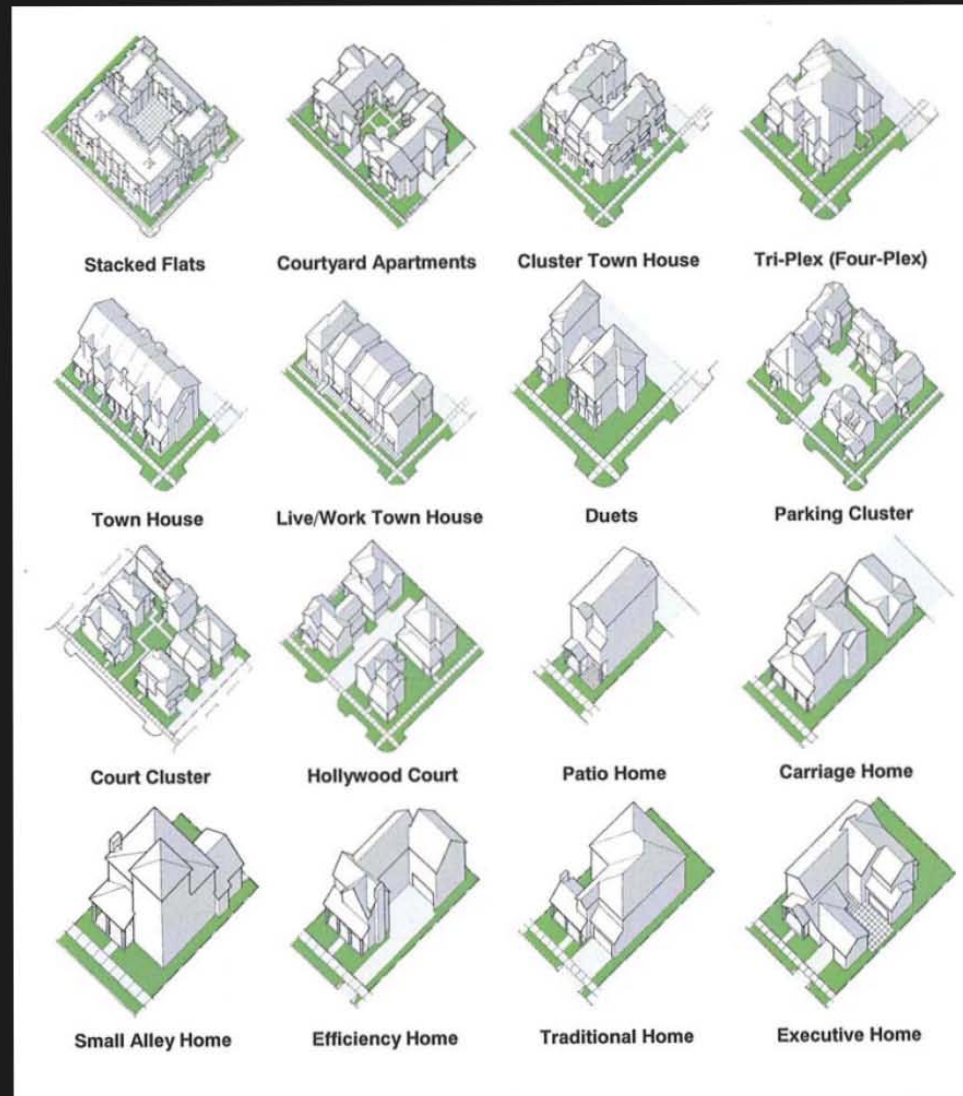 Stacked Flats
Courtyard Apartments
Cluster Town House
Tri-Plex (Four-Plex)
Town House
Live/Work Town House
Duets
Parking Cluster
Court Cluster
Hollywood Court
Patio Home
Carriage Home
Small Alley Home
Efficiency Home
Traditional Home
Executive Home